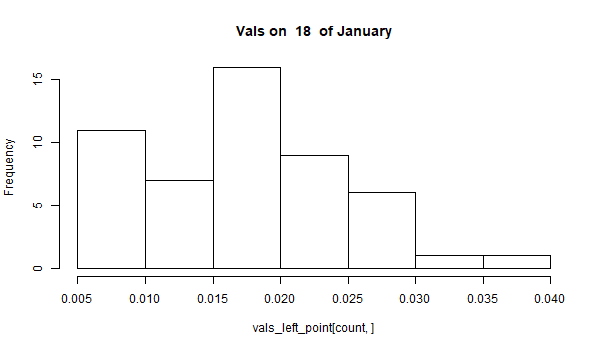 Vals on  18  of January
Frequency
15
10
5
0
0.005 0.010 0.015 0.020 0.025 0.030 0.035 0.040
vals_left_point[count, ]